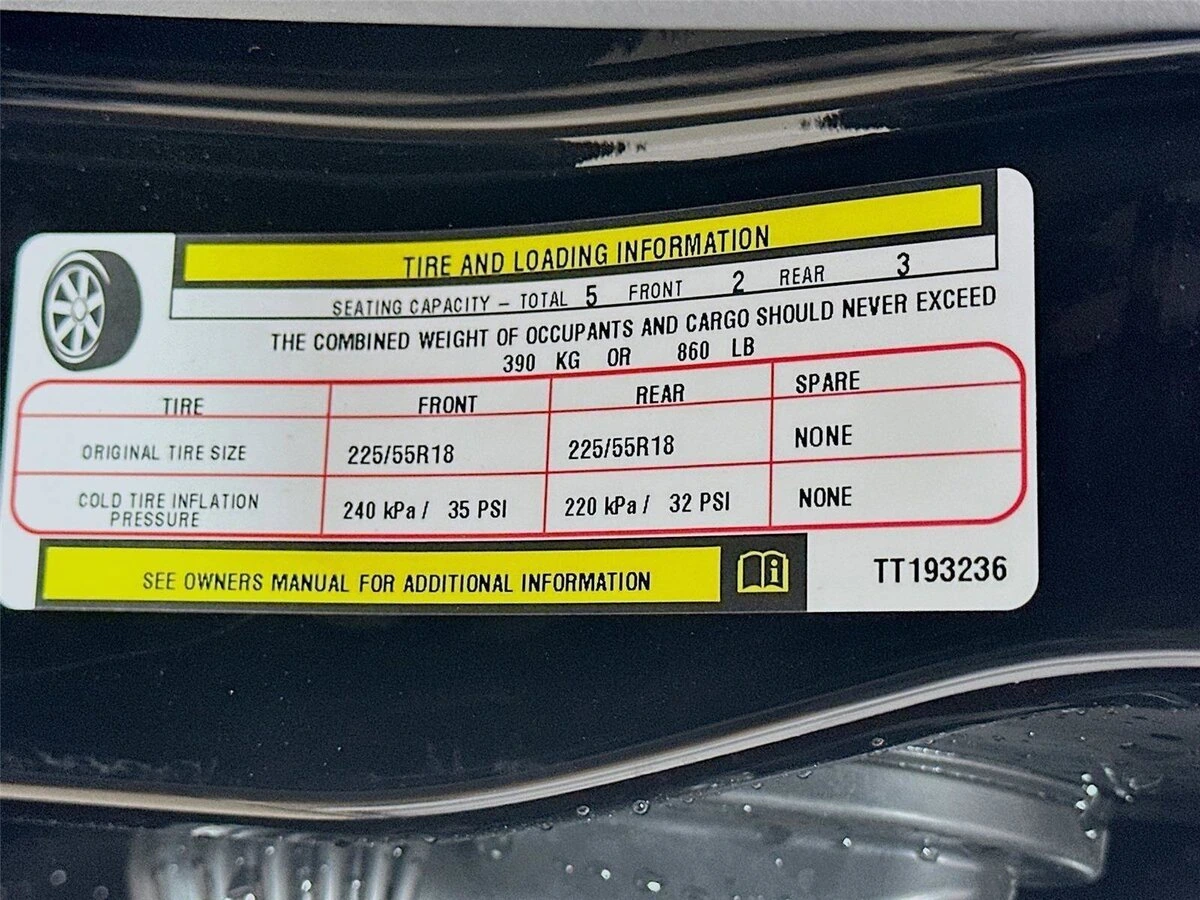 TIRE AND LOADING INFORMATION
SEATING CAPACITY – TOTAL 5 FRONT 2 REAR 3
THE COMBINED WEIGHT OF OCCUPANTS AND CARGO SHOULD NEVER EXCEED
390 KG OR 860 LB
TIRE FRONT REAR SPARE
ORIGINAL TIRE SIZE 225/55R18 225/55R18 NONE
COLD TIRE INFLATION
PRESSURE 240 kPa / 35 PSI 220 kPa / 32 PSI NONE
SEE OWNERS MANUAL FOR ADDITIONAL INFORMATION
TT193236